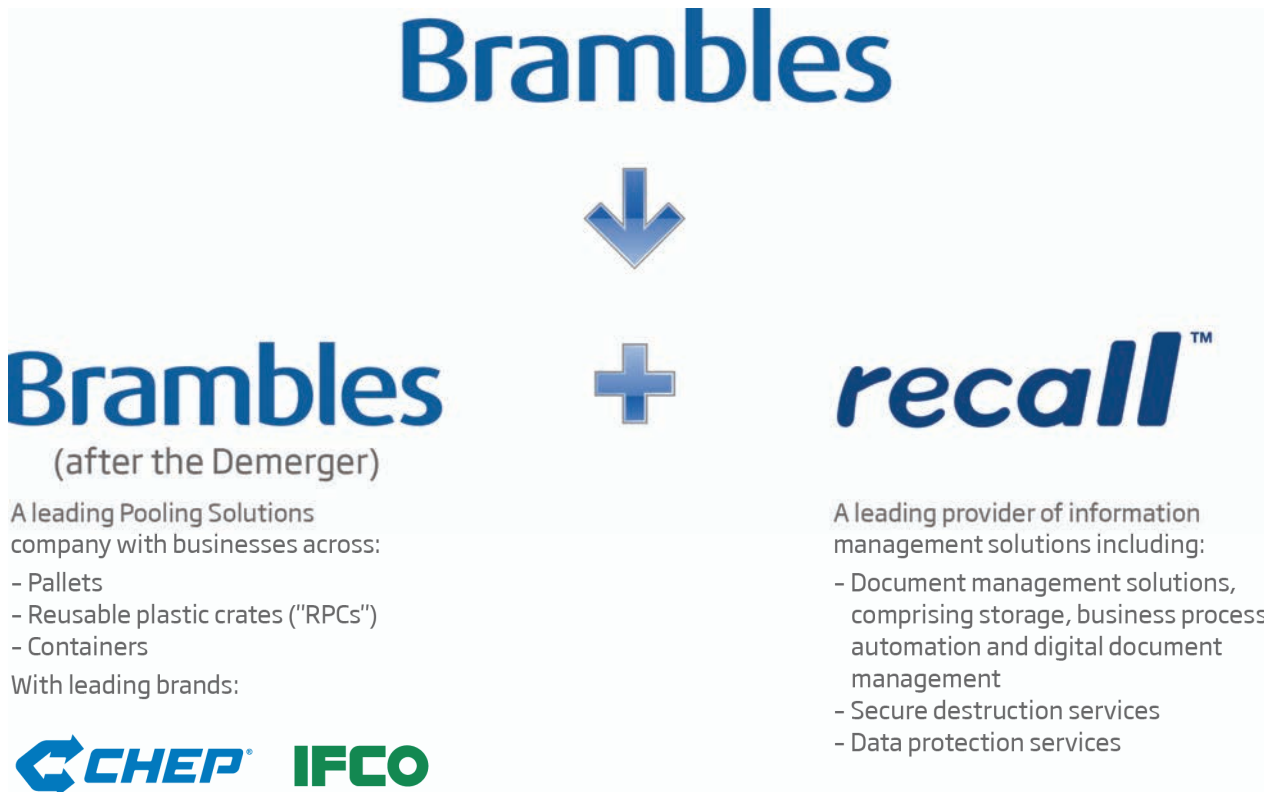 Brambles
Brambles
(after the Demerger)
A leading Pooling Solutions
company with businesses across:
– Pallets
– Reusable plastic crates ("RPCs")
– Containers
With leading brands:
CHEP®
IFCO
recall™
A leading provider of information
management solutions including:
– Document management solutions,
comprising storage, business process
automation and digital document
management
– Secure destruction services
– Data protection services